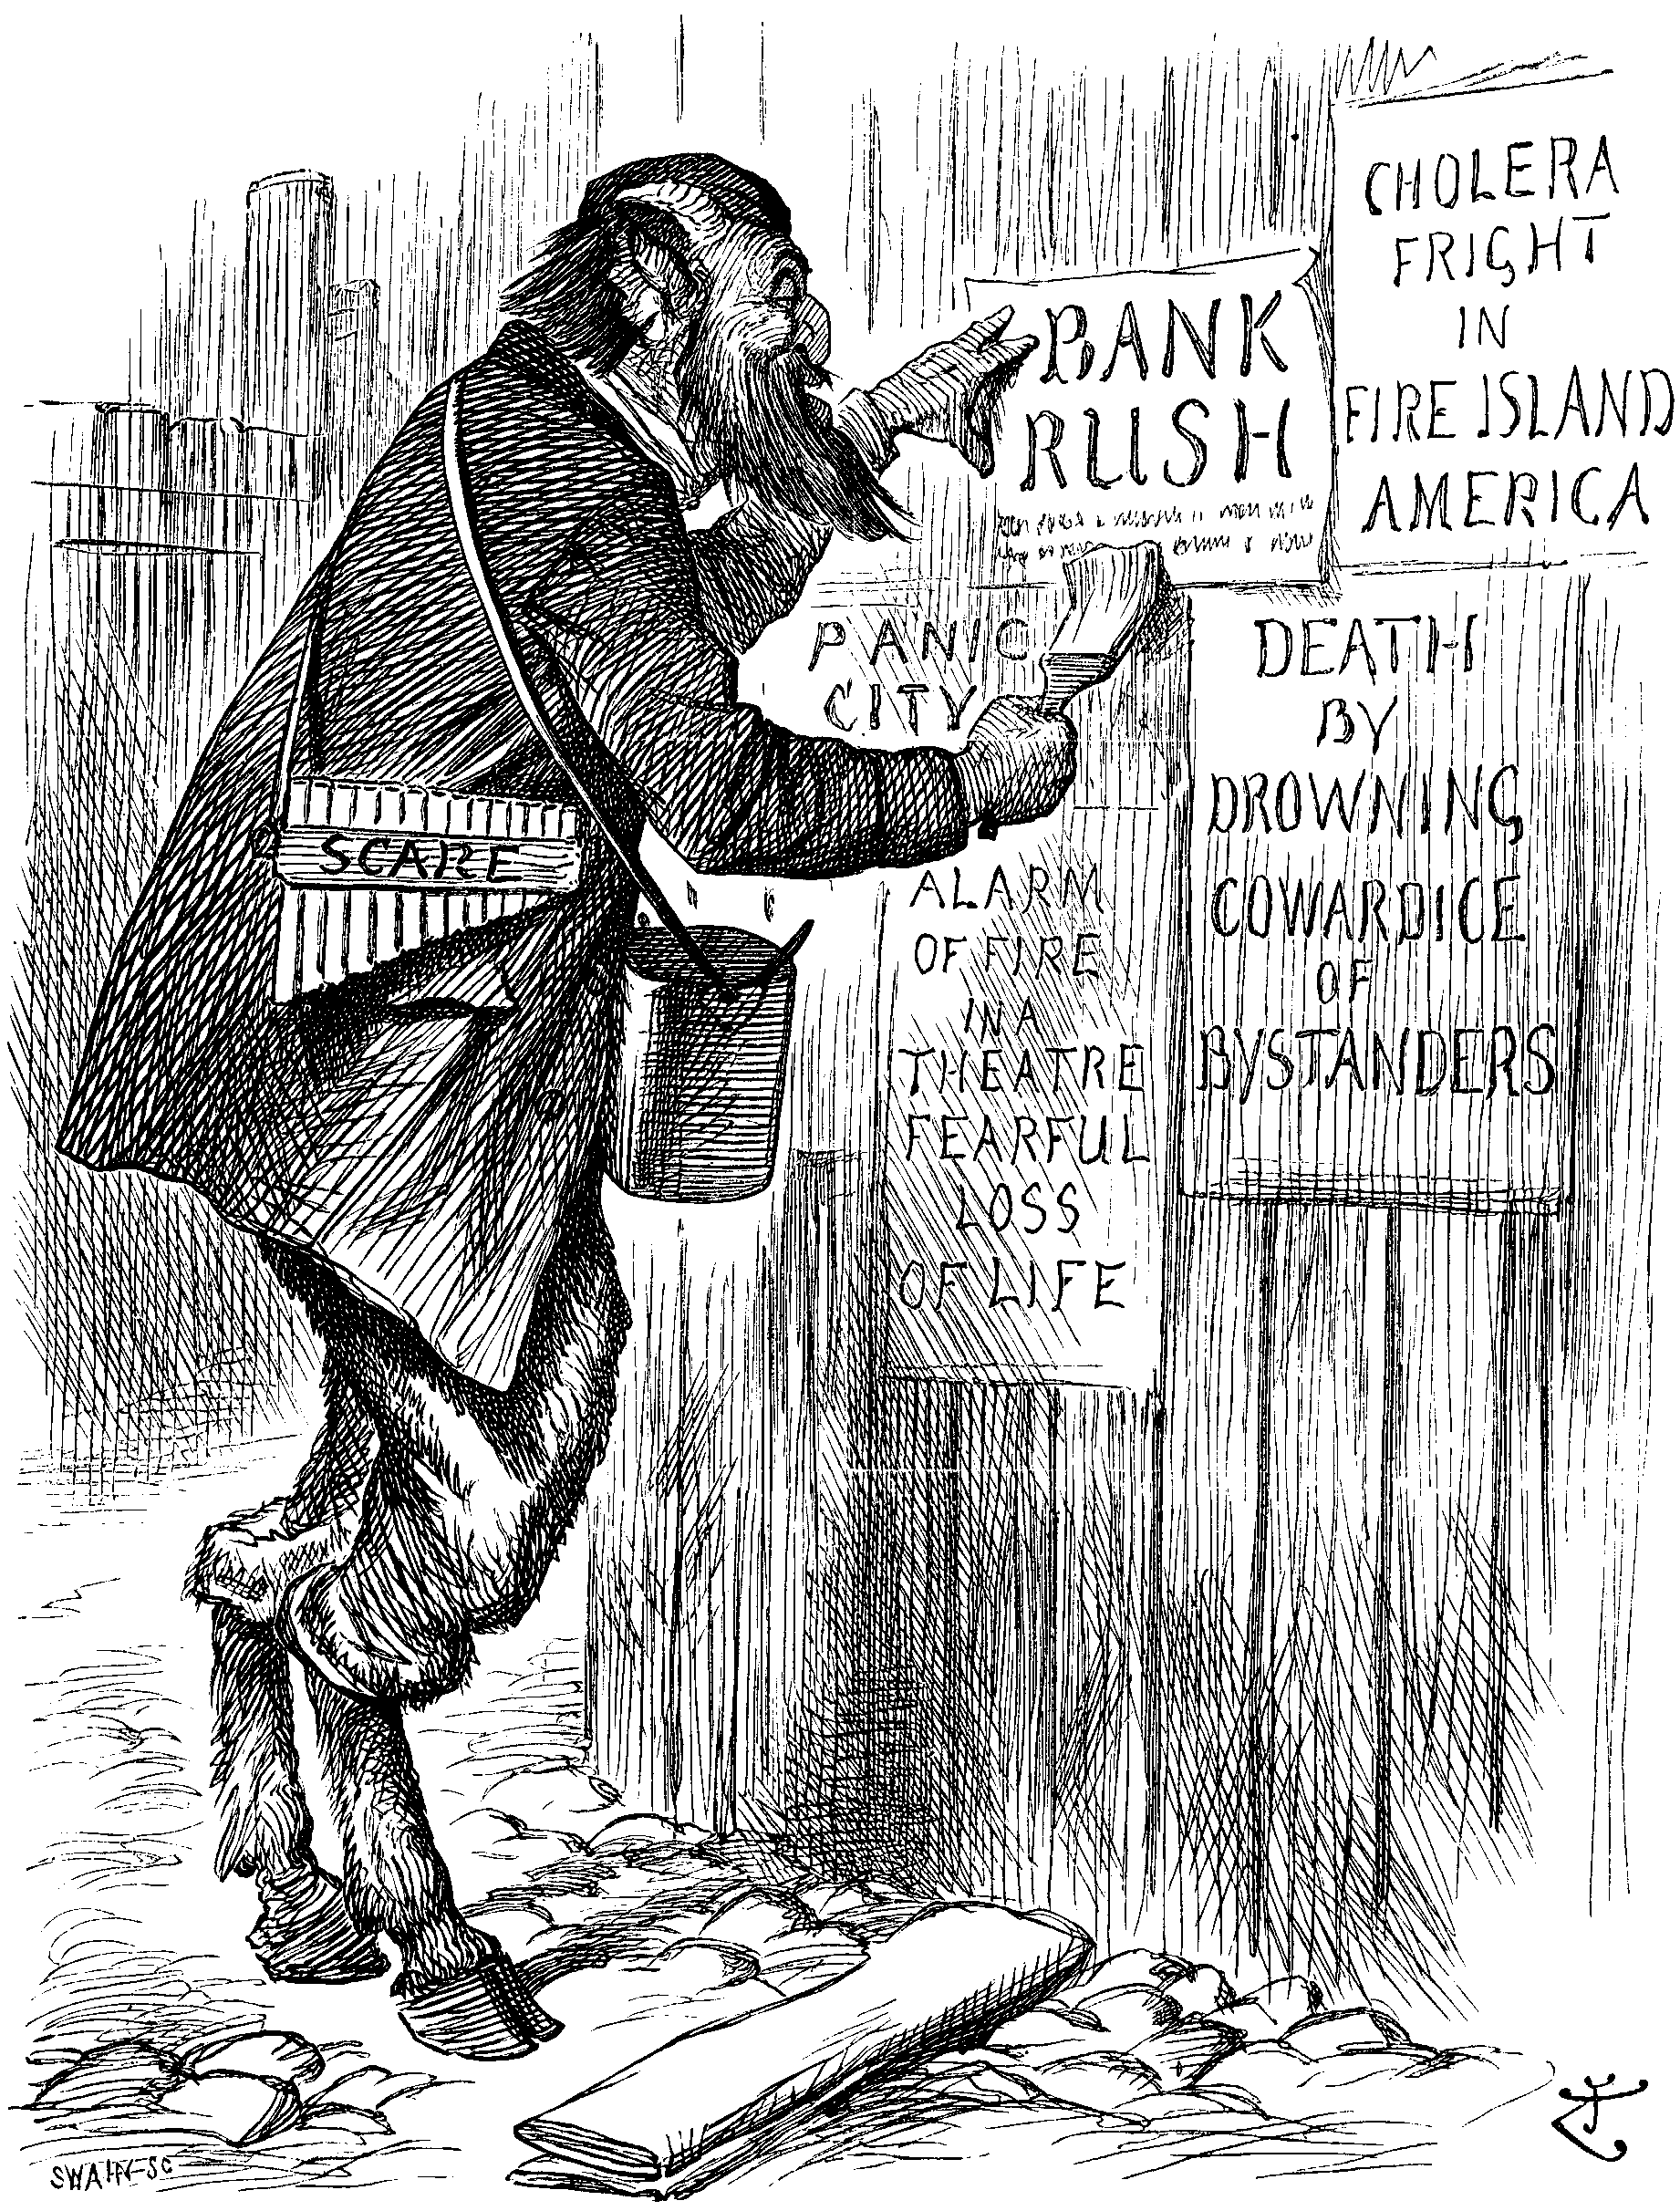 CHOLERA
FRIGHT
IN
FIRE ISLAND
AMERICA
BANK
RUSH
PANIC
CITY
DEATH
BY
DROWNING
COWARDICE
OF
BYSTANDERS
SCARE
ALARM
OF FIRE
IN A
THEATRE
FEARFUL
LOSS
OF LIFE
SWAIN SC